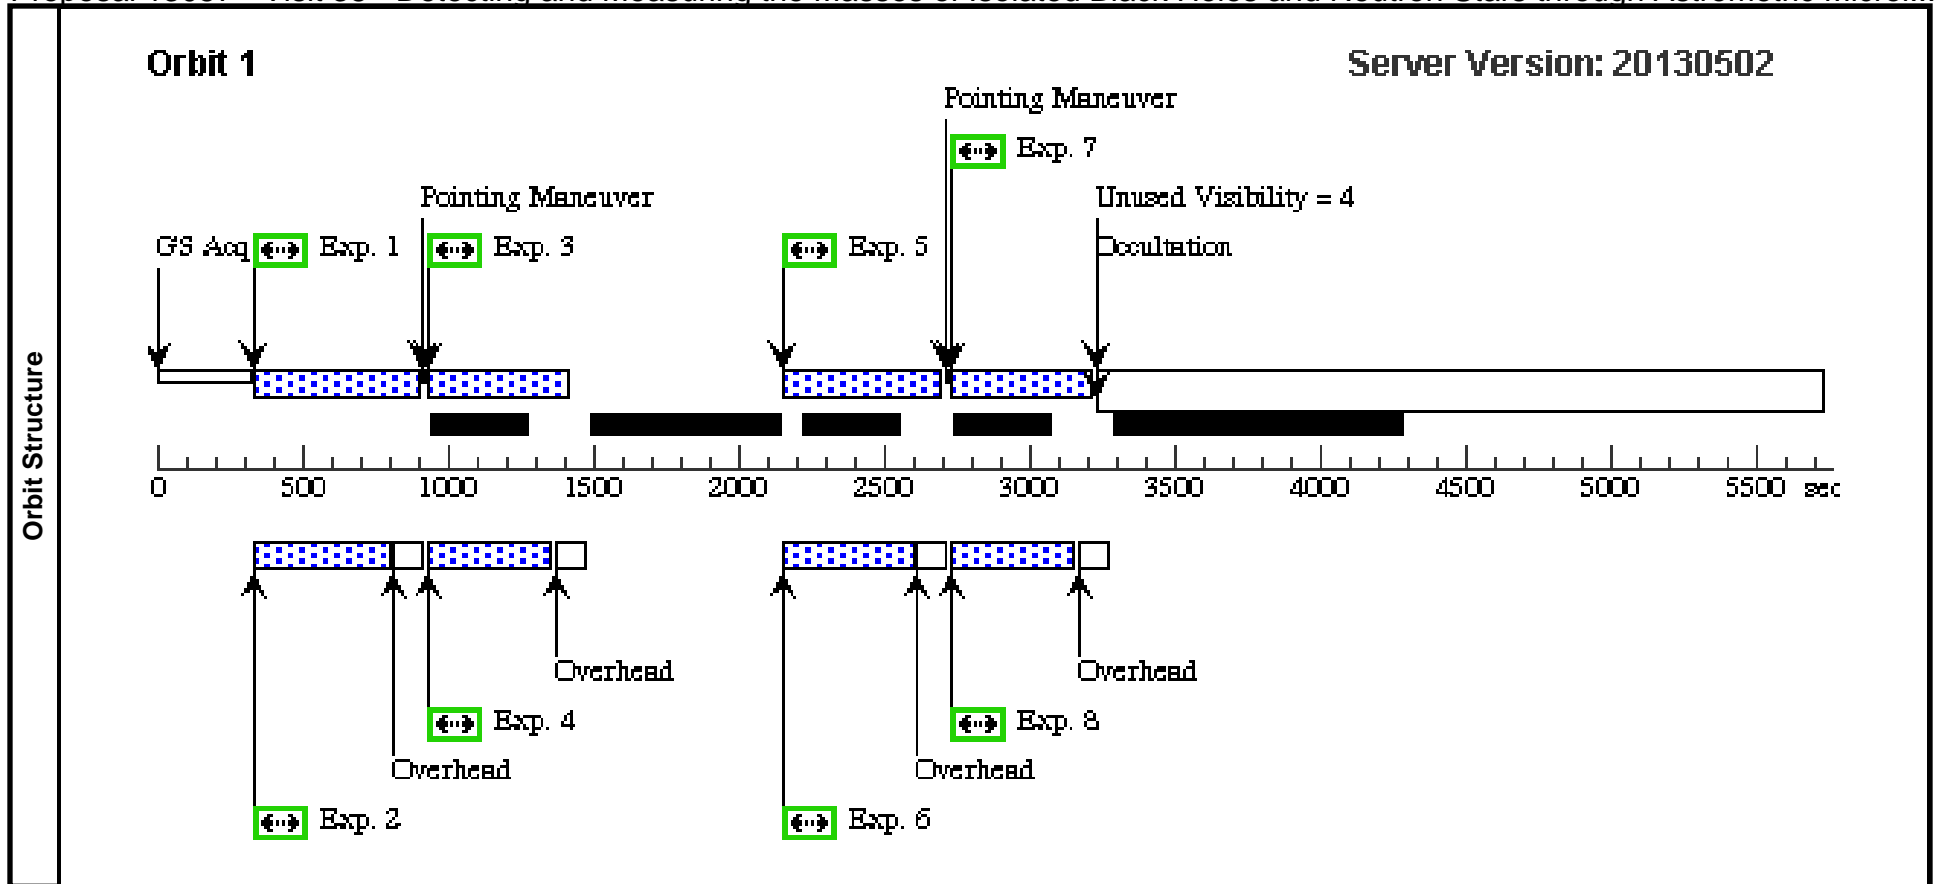 Orbit 1
Server Version: 20130502
Pointing Maneuver
Exp. 7
Pointing Maneuver
Unused Visibility = 4
GS Acq
Exp. 1
Exp. 3
Exp. 5
Occultation
Orbit Structure
0 500 1000 1500 2000 2500 3000 3500 4000 4500 5000 5500 sec
Overhead
Overhead
Exp. 4
Exp. 8
Overhead
Overhead
Exp. 2
Exp. 6